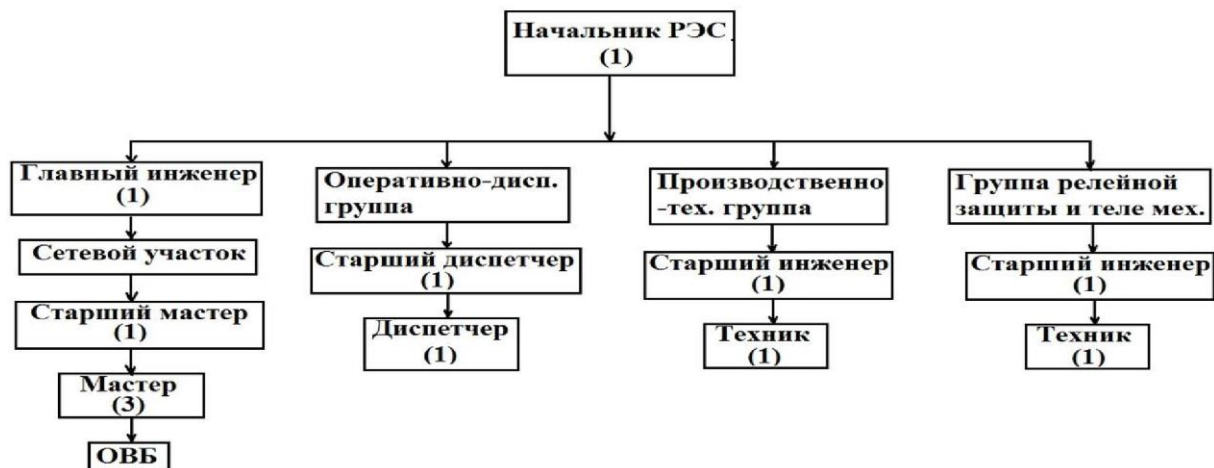 Начальник РЭС
(1)
Главный инженер
(1)
Сетевой участок
Старший мастер
(1)
Мастер
(3)
ОВБ
Оперативно-дисп.
группа
Старший диспетчер
(1)
Диспетчер
(1)
Производственно
-тех. группа
Старший инженер
(1)
Техник
(1)
Группа релейной
защиты и теле мех.
Старший инженер
(1)
Техник
(1)